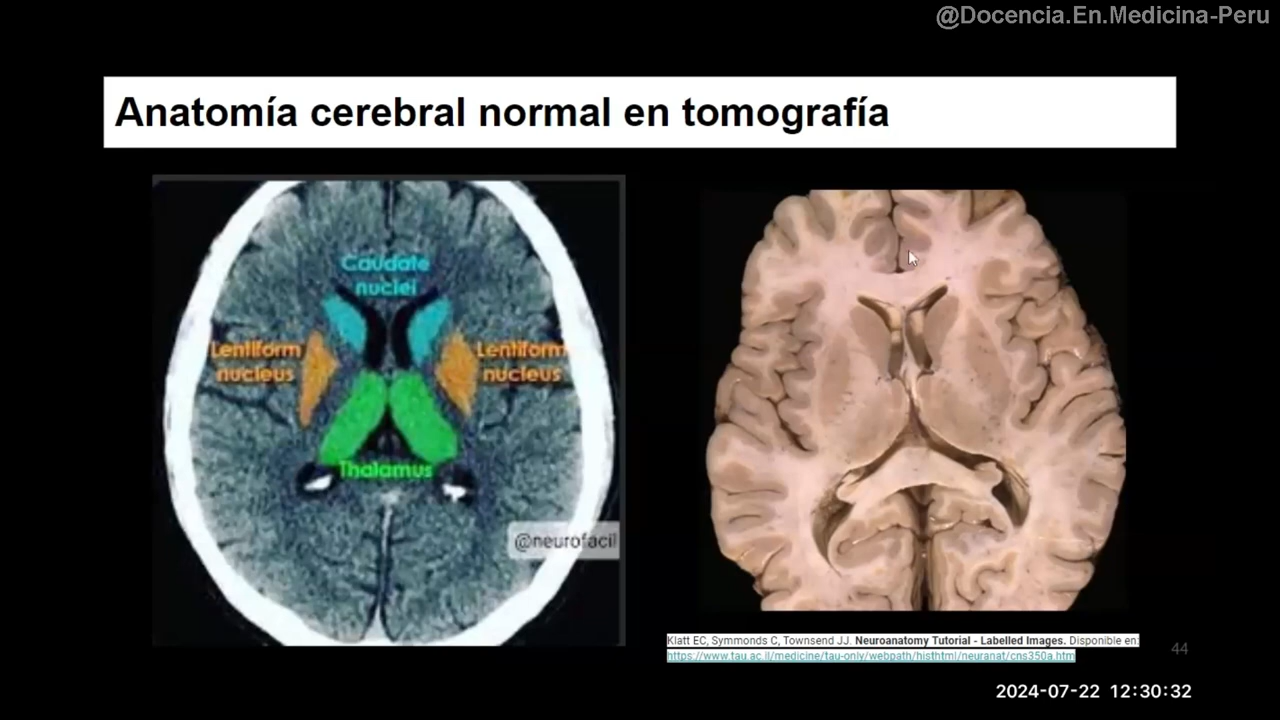 @Docencia.En.Medicina-Peru
Anatomía cerebral normal en tomografía
Caudate
nuclei
Lentiform
nucleus
Lentiform
nucleus
Thalamus
@neurofacil
Klatt EC, Symmonds C, Townsend JJ. Neuroanatomy Tutorial - Labelled Images. Disponible en:
https://www.tau.ac.il/medicine/tau-only/webpath/histhtml/neuranat/cns350a.htm
44
2024-07-22 12:30:32